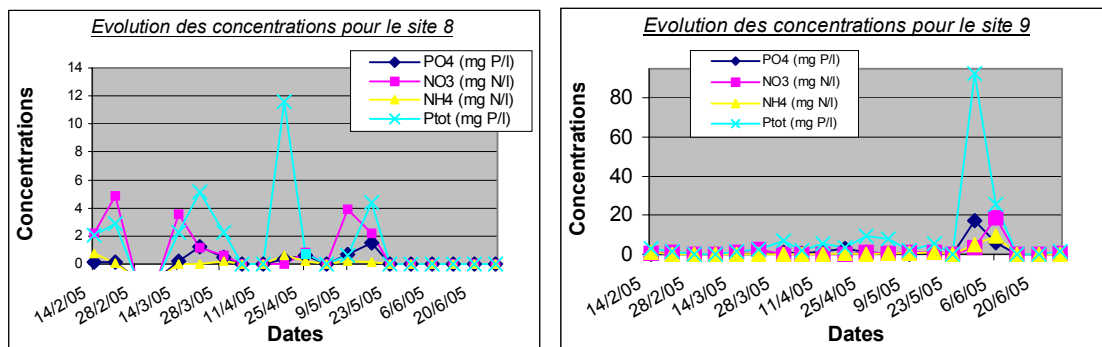 Evolution des concentrations pour le site 8
PO4 (mg P/l)
NO3 (mg N/l)
NH4 (mg N/l)
Ptot (mg P/l)
14
12
10
8
6
4
2
0
Concentrations
14/2/05
28/2/05
14/3/05
28/3/05
11/4/05
25/4/05
9/5/05
23/5/05
6/6/05
20/6/05
Dates
Evolution des concentrations pour le site 9
PO4 (mg P/l)
NO3 (mg N/l)
NH4 (mg N/l)
Ptot (mg P/l)
80
60
40
20
0
Concentrations
14/2/05
28/2/05
14/3/05
28/3/05
11/4/05
25/4/05
9/5/05
23/5/05
6/6/05
20/6/05
Dates